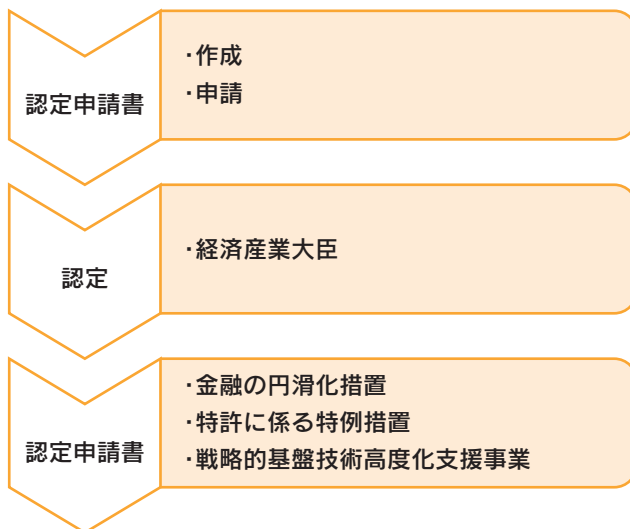 認定申請書
・作成
・申請
認定
・経済産業大臣
認定申請書
・金融の円滑化措置
・特許に係る特例措置
・戦略的基盤技術高度化支援事業